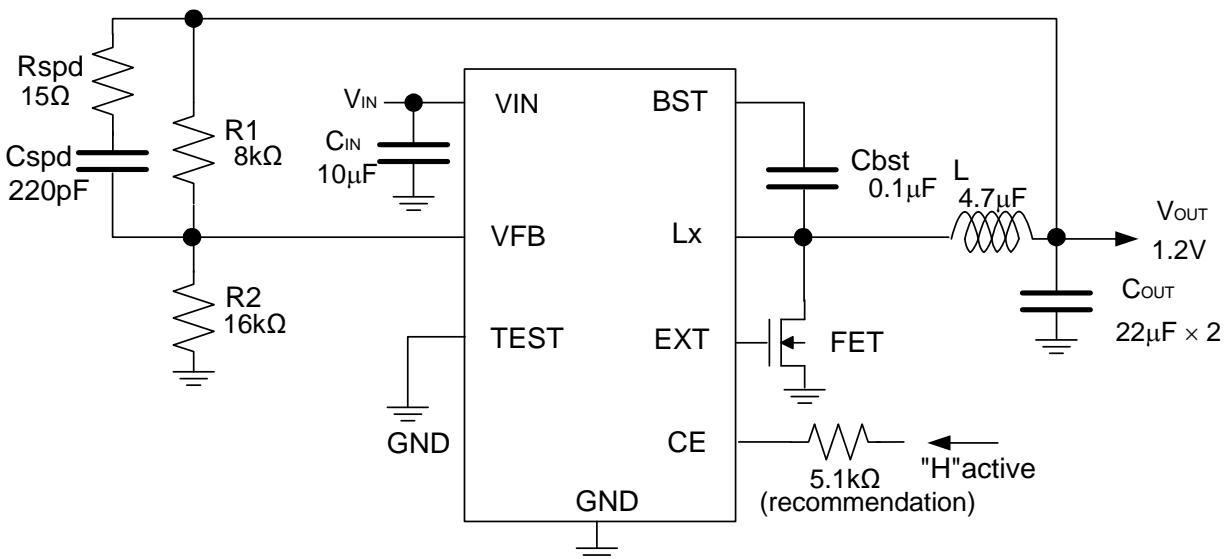 Rspd
15Ω
Cspd
220pF
R1
8kΩ
R2
16kΩ
VIN
CIN
10μF
VIN
VFB
TEST
GND
BST
Lx
EXT
CE
GND
Cbst
0.1μF
L
4.7μF
VOUT
1.2V
COUT
22μF × 2
FET
5.1kΩ
(recommendation)
"H"active